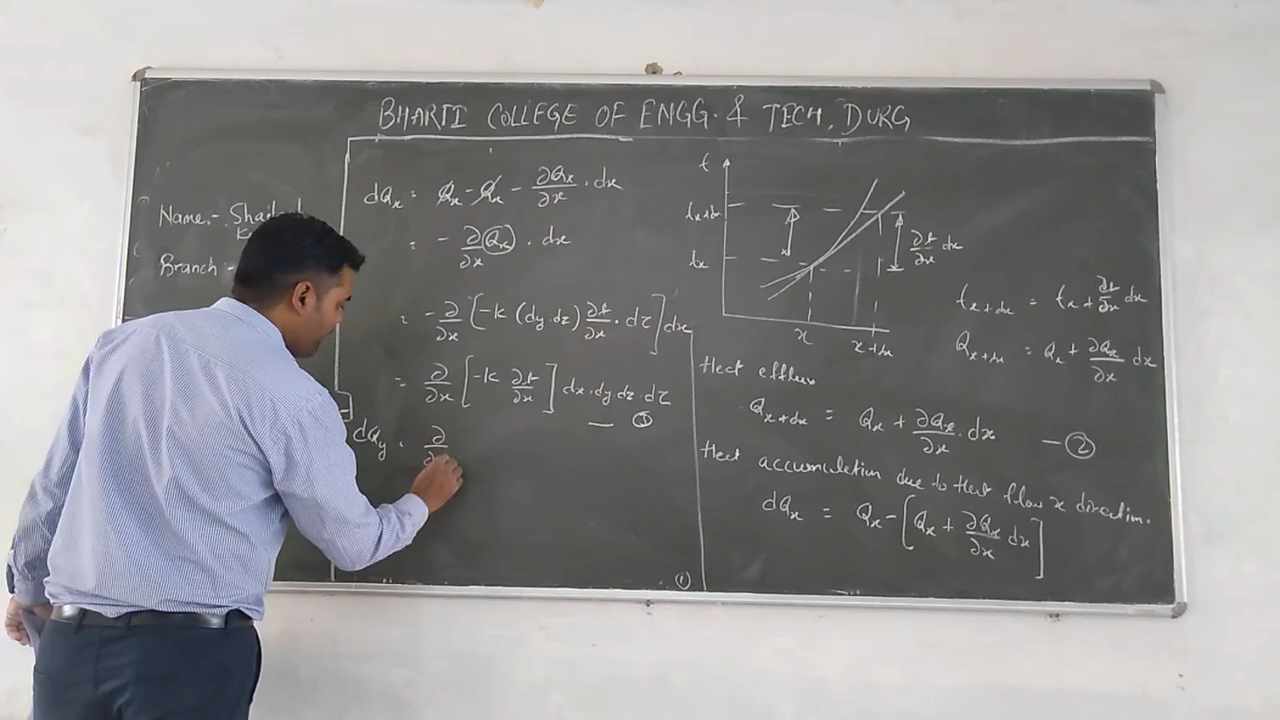 BHARTI COLLEGE OF ENGG. & TECH, DURG
Name:-
Branch :-
dQx = Qx - Qx - ∂Qx/∂x . dx
= - ∂/∂x (Qx) . dx
= - ∂/∂x [-k (dy.dz) ∂t/∂x . dτ] dx
= ∂/∂x [-k ∂t/∂x] dx.dy.dz.dτ
— ③
dQy = ∂/∂
①
t
tx+dx
tx
∂t/∂x dx
x x+dx
tx+dx = tx + ∂t/∂x dx
Qx+dx = Qx + ∂Qx/∂x dx
Heat efflux
Qx+dx = Qx + ∂Qx/∂x . dx — ②
Heat accumulation due to Heat flow x direction.
dQx = Qx - [Qx + ∂Qx/∂x dx]